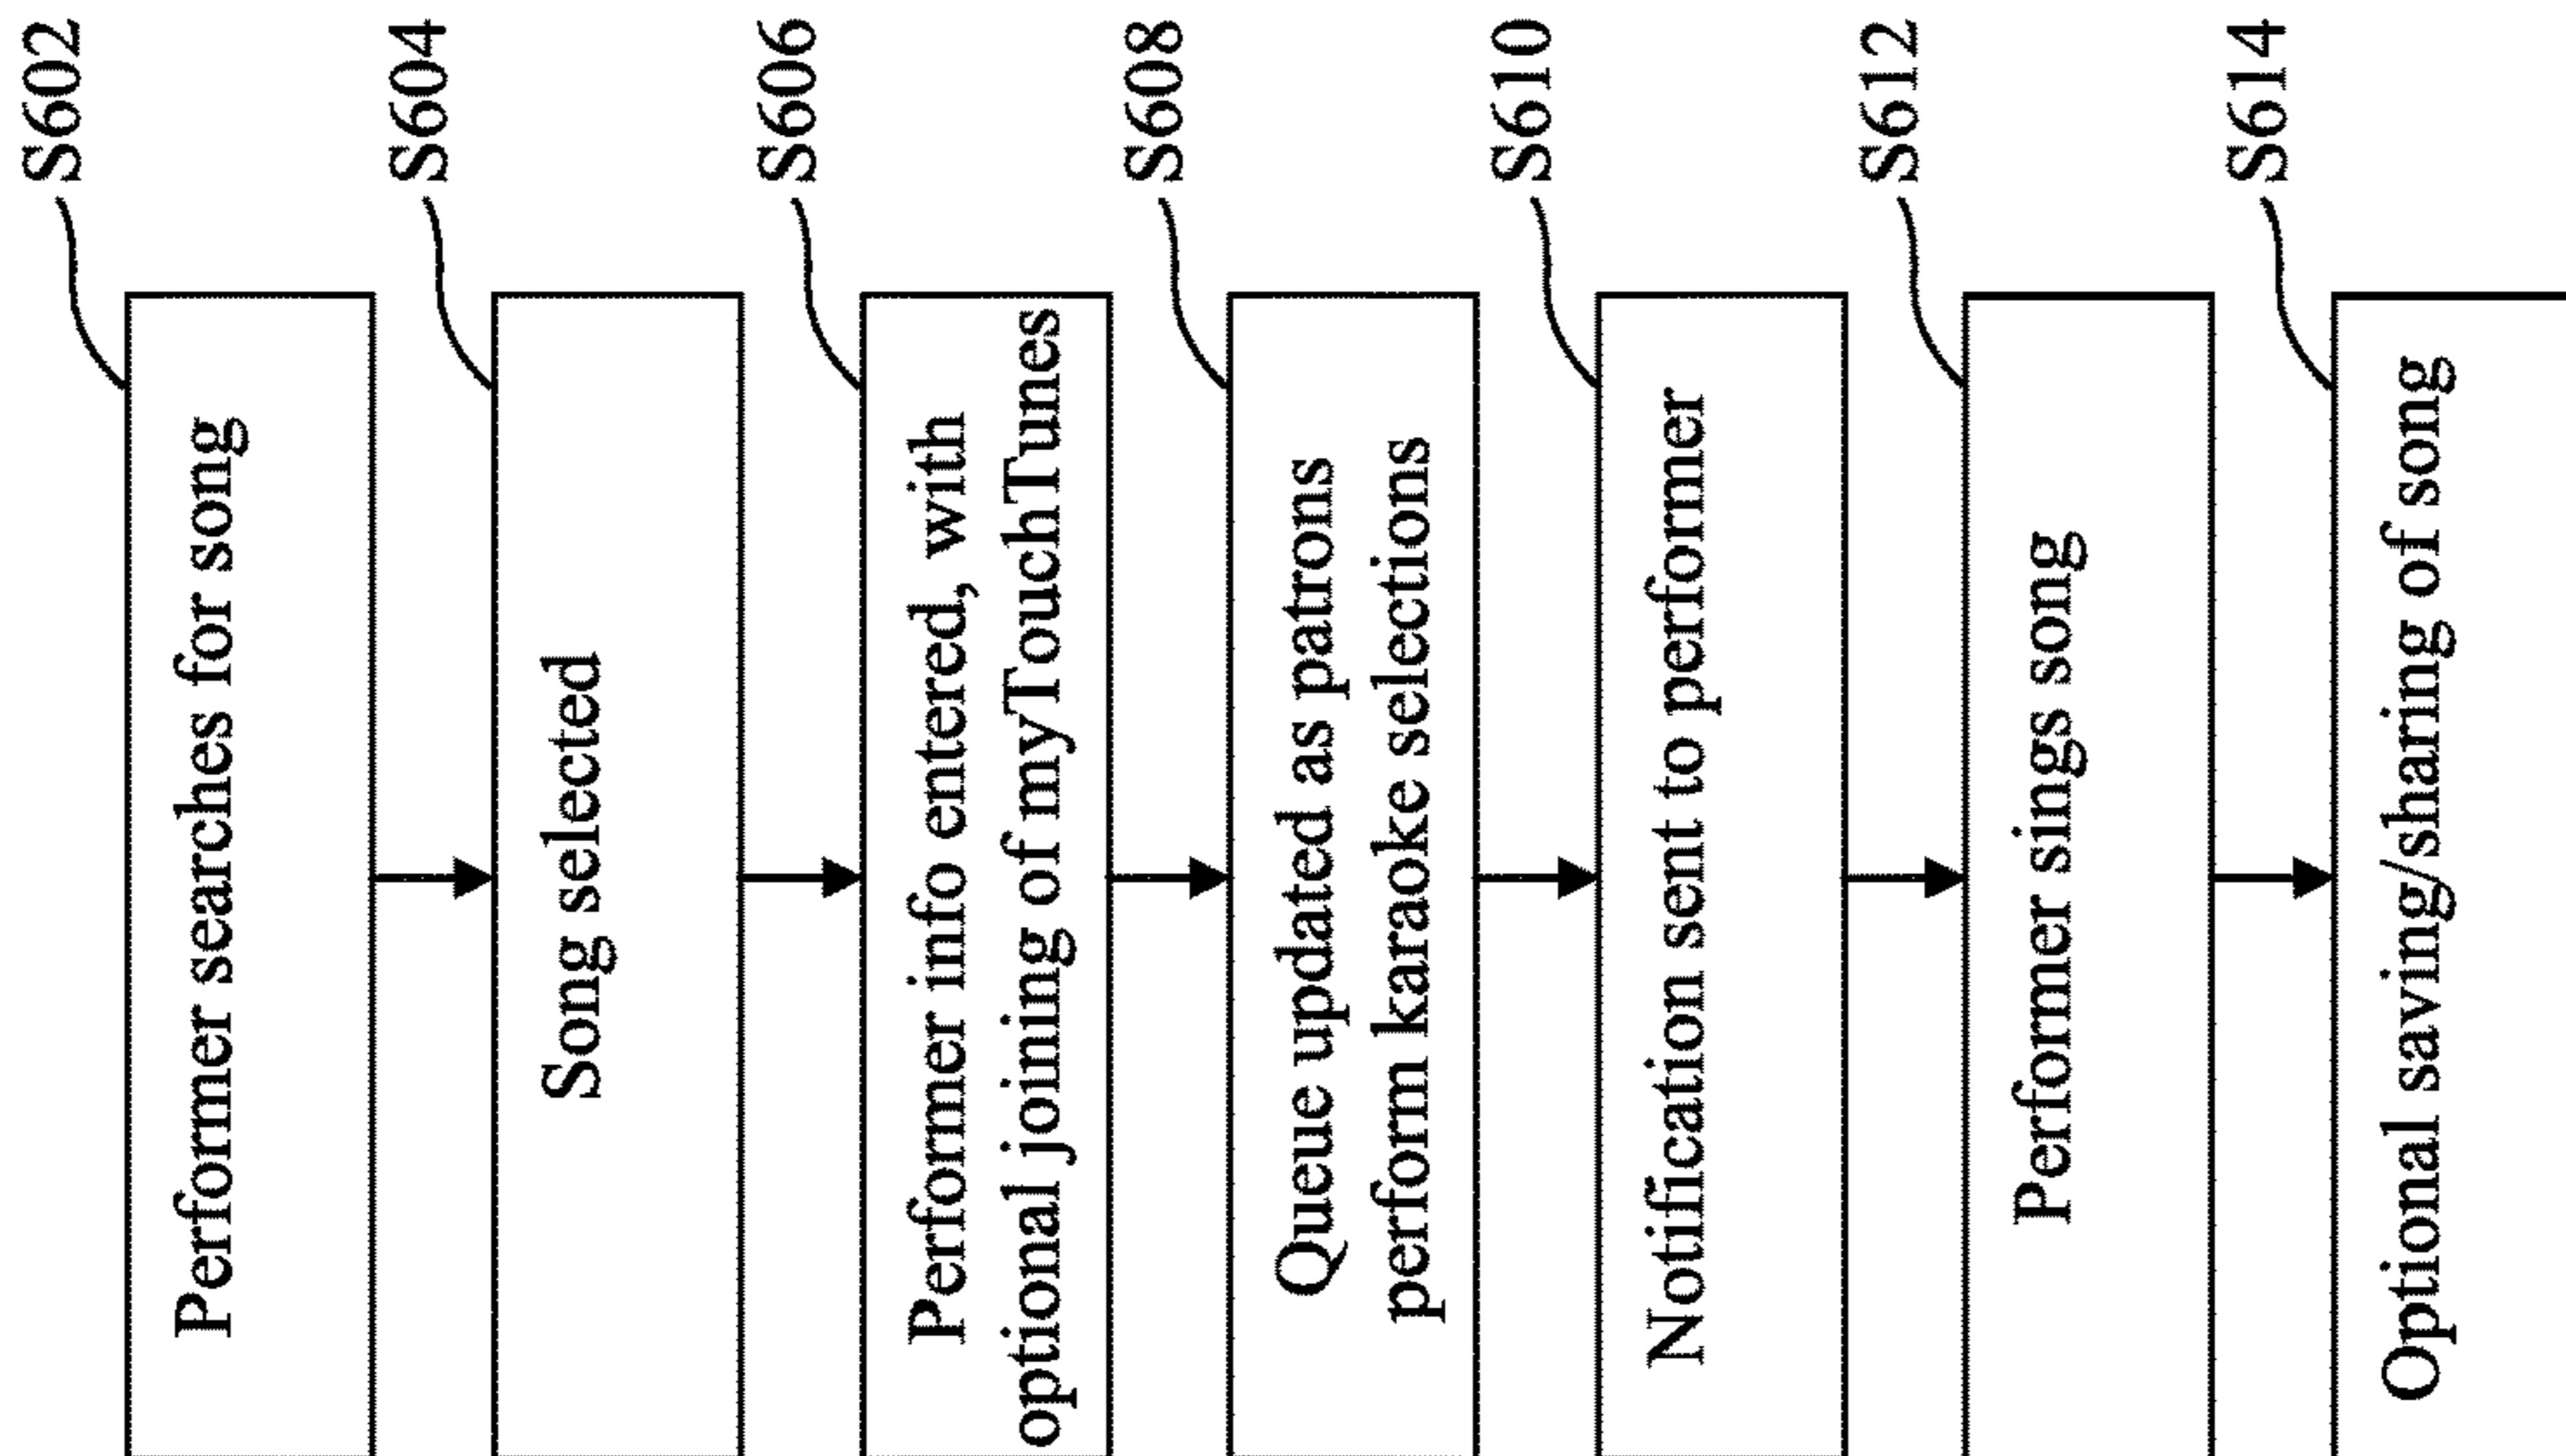 S602
Performer searches for song
S604
Song selected
S606
Performer info entered, with
optional joining of myTouchTunes
S608
Queue updated as patrons
perform karaoke selections
S610
Notification sent to performer
S612
Performer sings song
S614
Optional saving/sharing of song